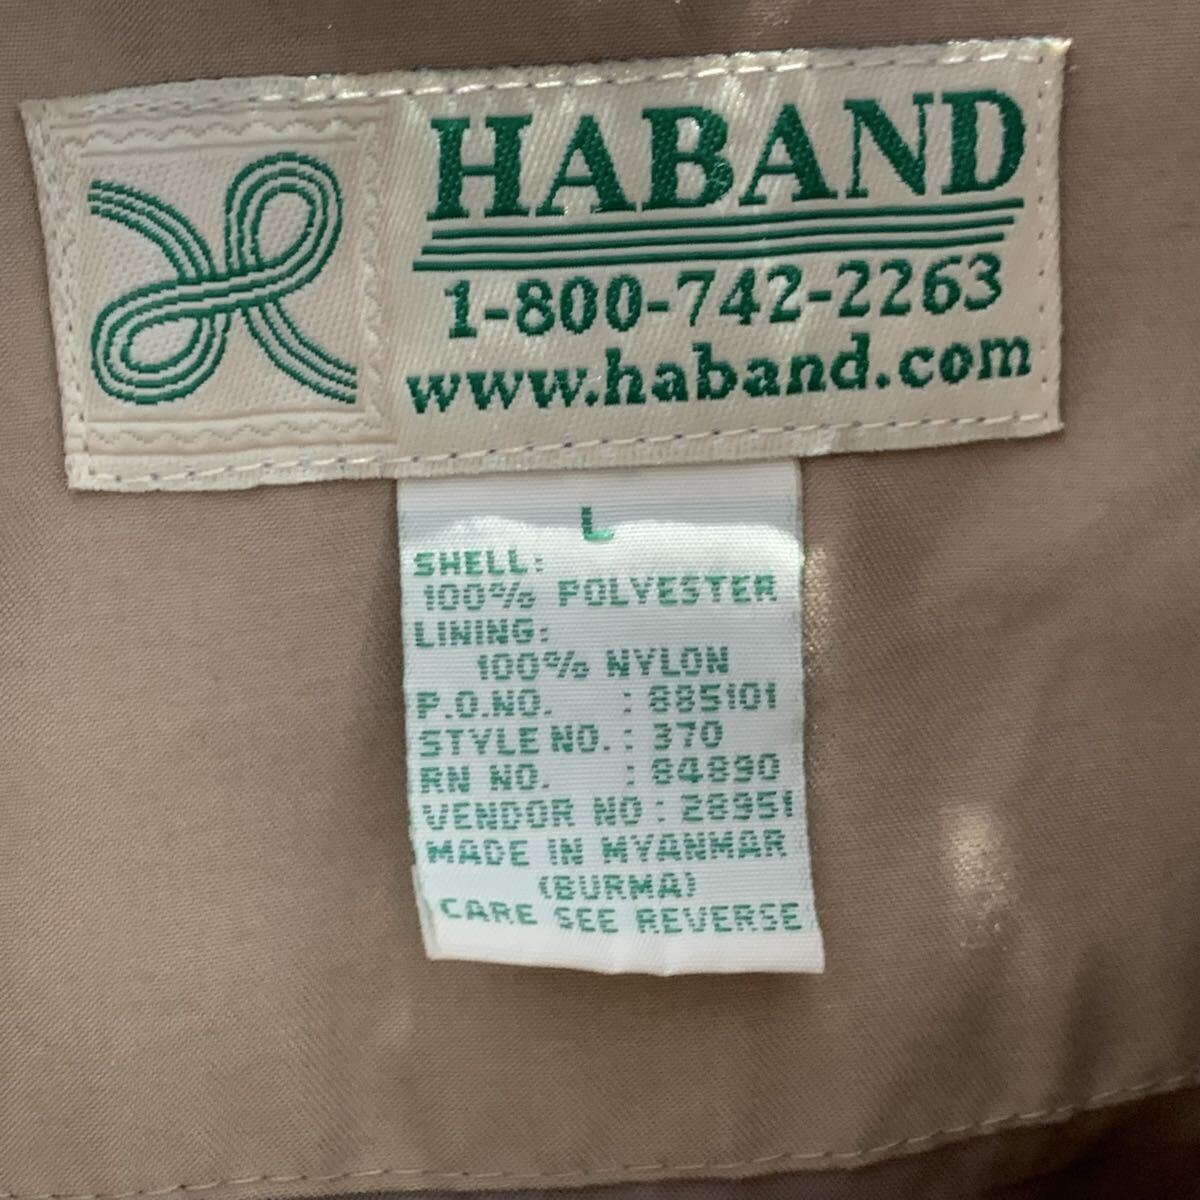 HABAND
1-800-742-2263
www.haband.com
L
SHELL:
100% POLYESTER
LINING:
100% NYLON
P.O.NO. : 885101
STYLE NO. : 370
RN NO. : 84890
VENDOR NO : 28951
MADE IN MYANMAR
(BURMA)
CARE SEE REVERSE